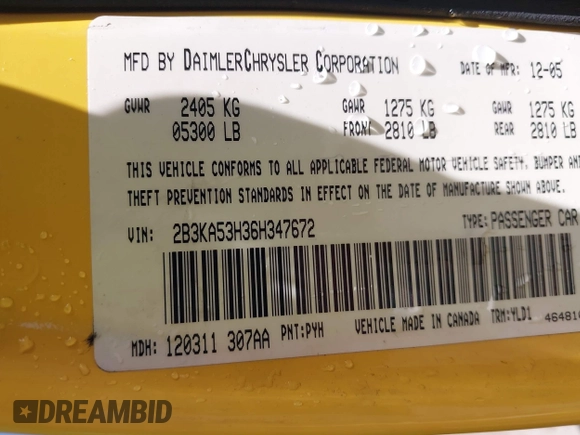 MFD BY DAIMLERCHRYSLER CORPORATION DATE OF MFR: 12-05
GVWR 2405 KG GAWR 1275 KG GAWR 1275 KG
05300 LB FRONT 2810 LB REAR 2810 LB
THIS VEHICLE CONFORMS TO ALL APPLICABLE FEDERAL MOTOR VEHICLE SAFETY, BUMPER AND
THEFT PREVENTION STANDARDS IN EFFECT ON THE DATE OF MANUFACTURE SHOWN ABOVE.
VIN: 2B3KA53H36H347672 TYPE: PASSENGER CAR
MDH: 120311 307AA PNT:PYH VEHICLE MADE IN CANADA TRM:YLD1
DREAMBID